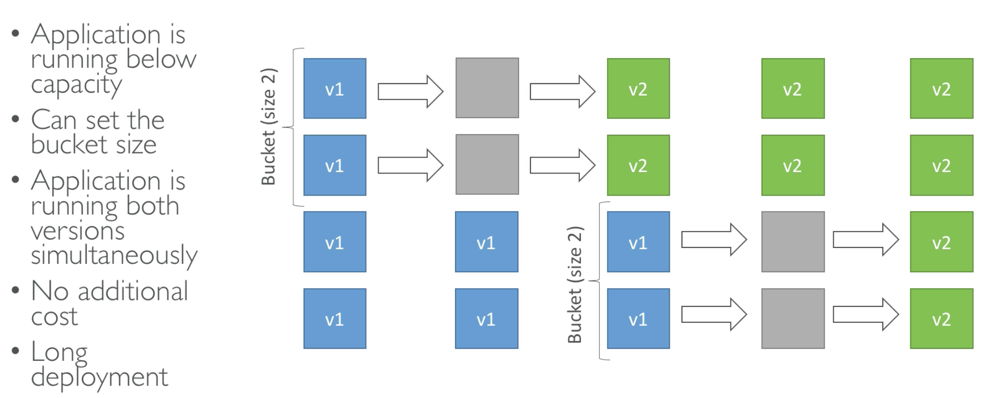 • Application is
running below
capacity
• Can set the
bucket size
• Application is
running both
versions
simultaneously
• No additional
cost
• Long
deployment
Bucket (size 2)
v1 v2 v2 v2
v1 v2 v2 v2
v1 v1 v1 v2
v1 v1 v1 v2
Bucket (size 2)